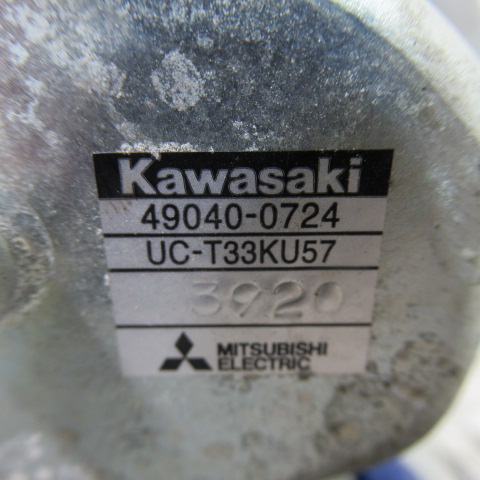 Kawasaki
49040-0724
UC-T33KU57
3920
MITSUBISHI
ELECTRIC